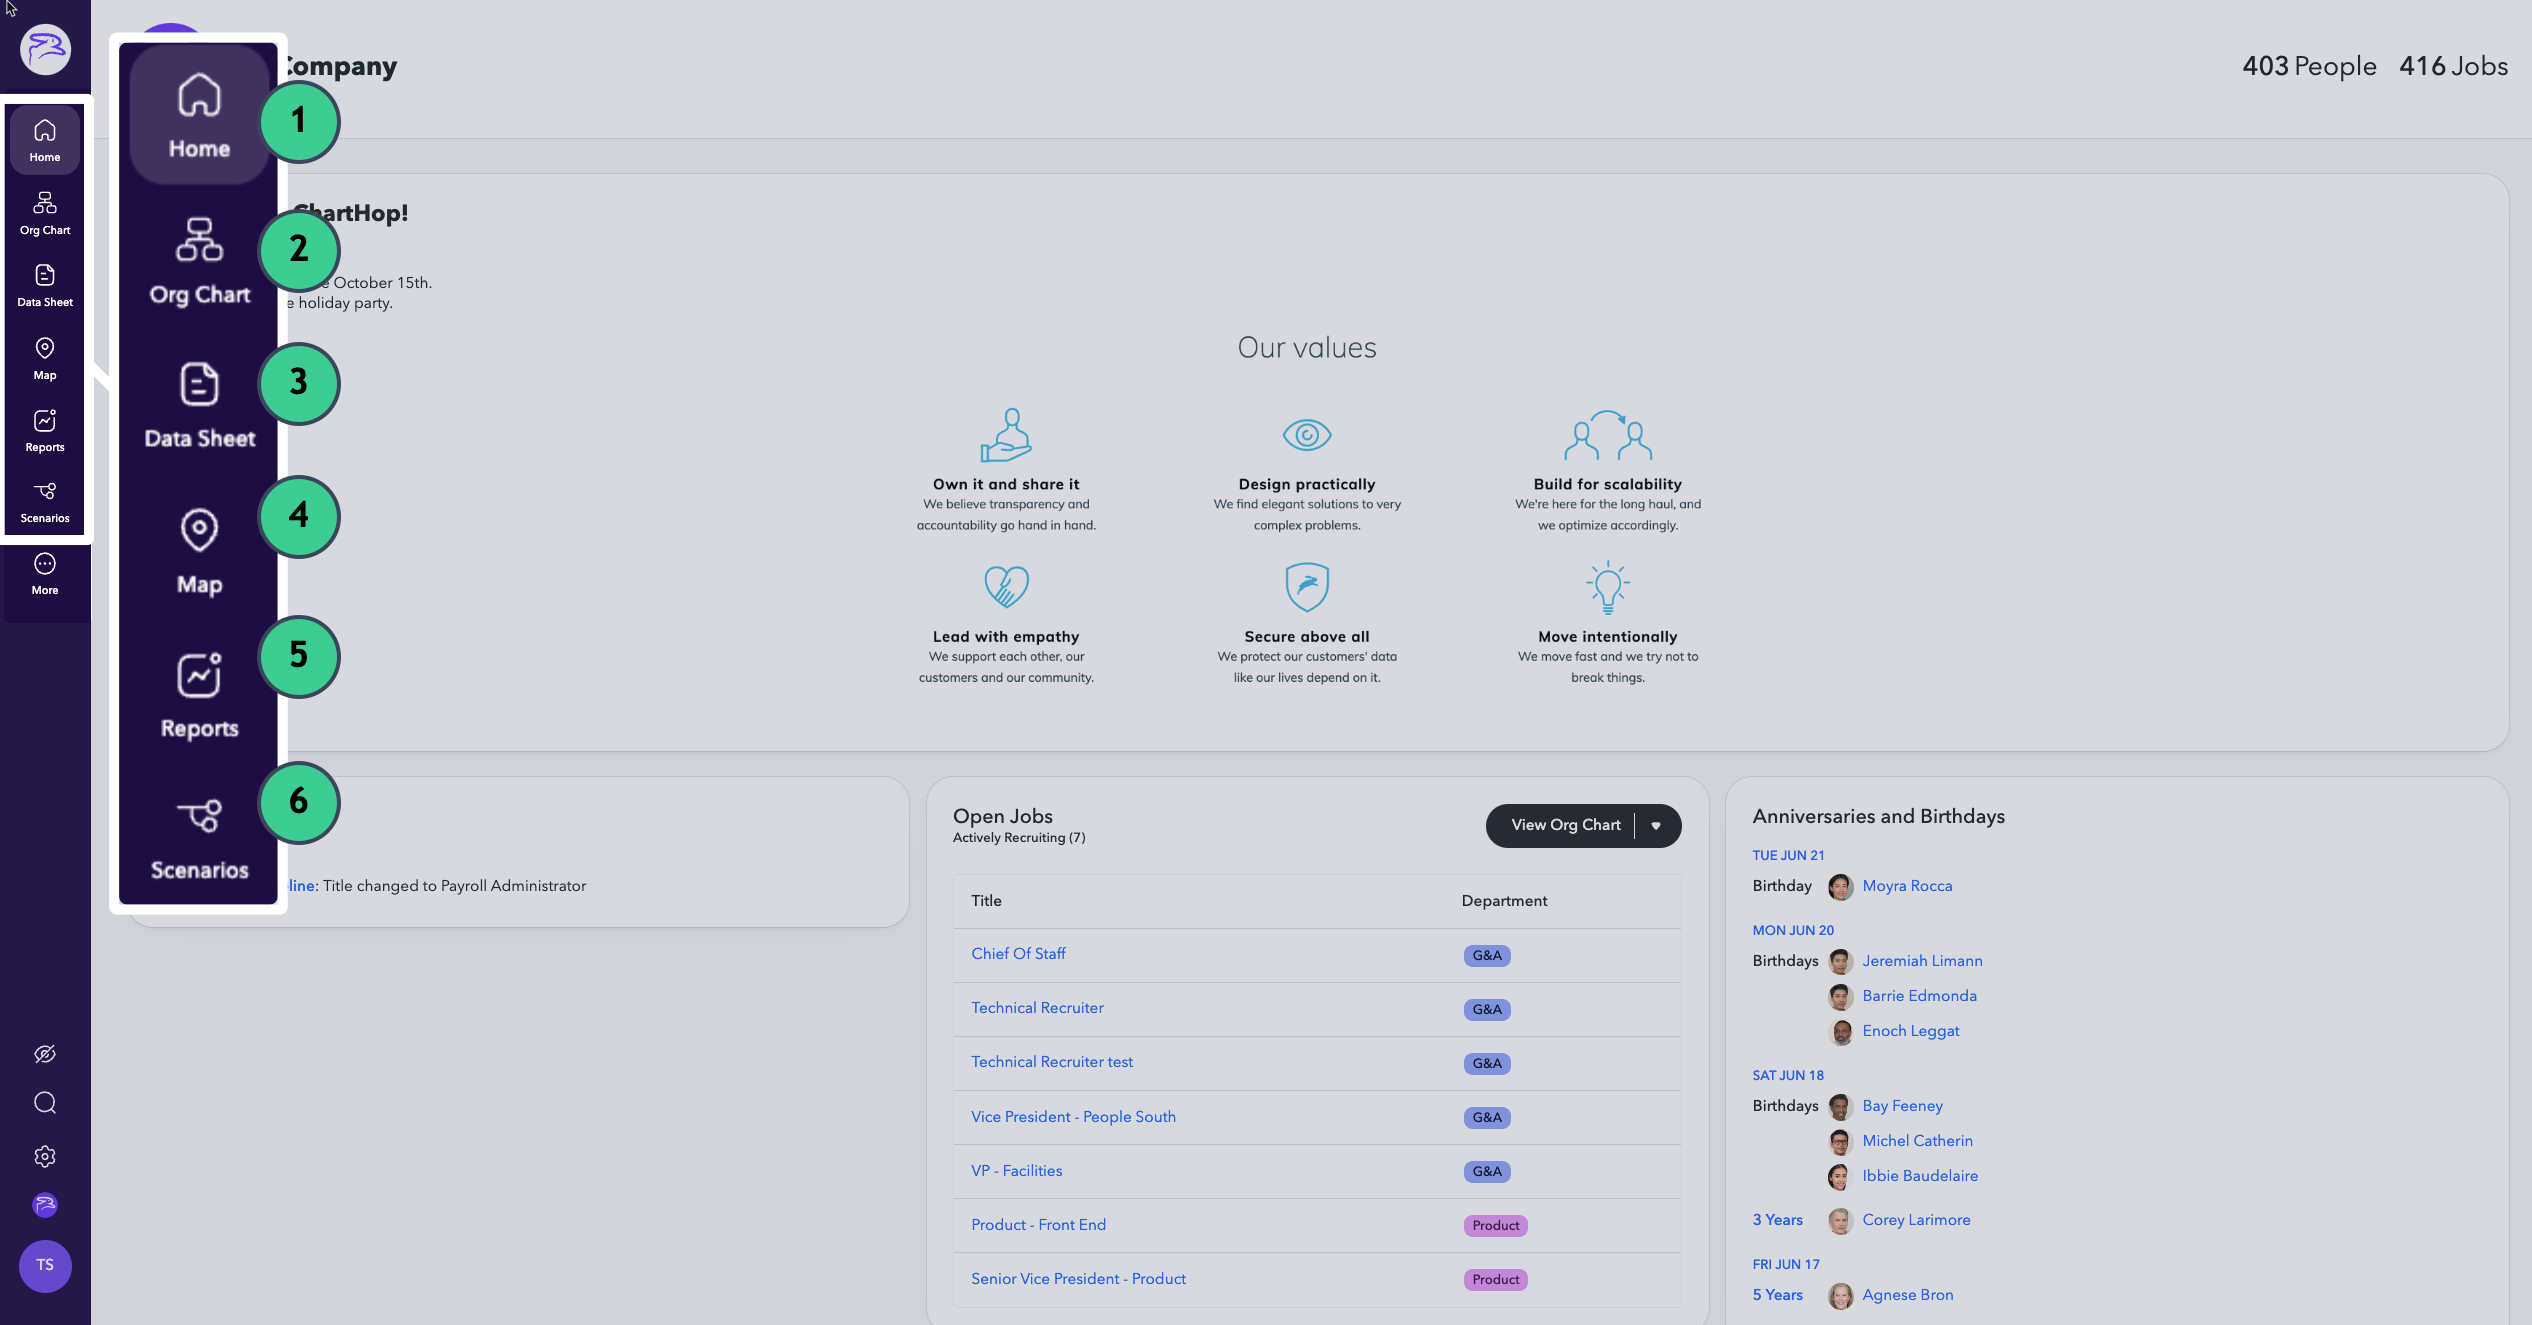 Company
403 People 416 Jobs
Home
Org Chart
Data Sheet
Map
Reports
Scenarios
More
TS
Home
1
Org Chart
2
Data Sheet
3
Map
4
Reports
5
Scenarios
6
ChartHop!
e October 15th.
e holiday party.
Our values
Own it and share it
We believe transparency and
accountability go hand in hand.
Design practically
We find elegant solutions to very
complex problems.
Build for scalability
We're here for the long haul, and
we optimize accordingly.
Lead with empathy
We support each other, our
customers and our community.
Secure above all
We protect our customers' data
like our lives depend on it.
Move intentionally
We move fast and we try not to
break things.
line: Title changed to Payroll Administrator
Open Jobs
Actively Recruiting (7)
View Org Chart
Title Department
Chief Of Staff G&A
Technical Recruiter G&A
Technical Recruiter test G&A
Vice President - People South G&A
VP - Facilities G&A
Product - Front End Product
Senior Vice President - Product Product
Anniversaries and Birthdays
TUE JUN 21
Birthday Moyra Rocca
MON JUN 20
Birthdays Jeremiah Limann
Barrie Edmonda
Enoch Leggat
SAT JUN 18
Birthdays Bay Feeney
Michel Catherin
Ibbie Baudelaire
3 Years Corey Larimore
FRI JUN 17
5 Years Agnese Bron